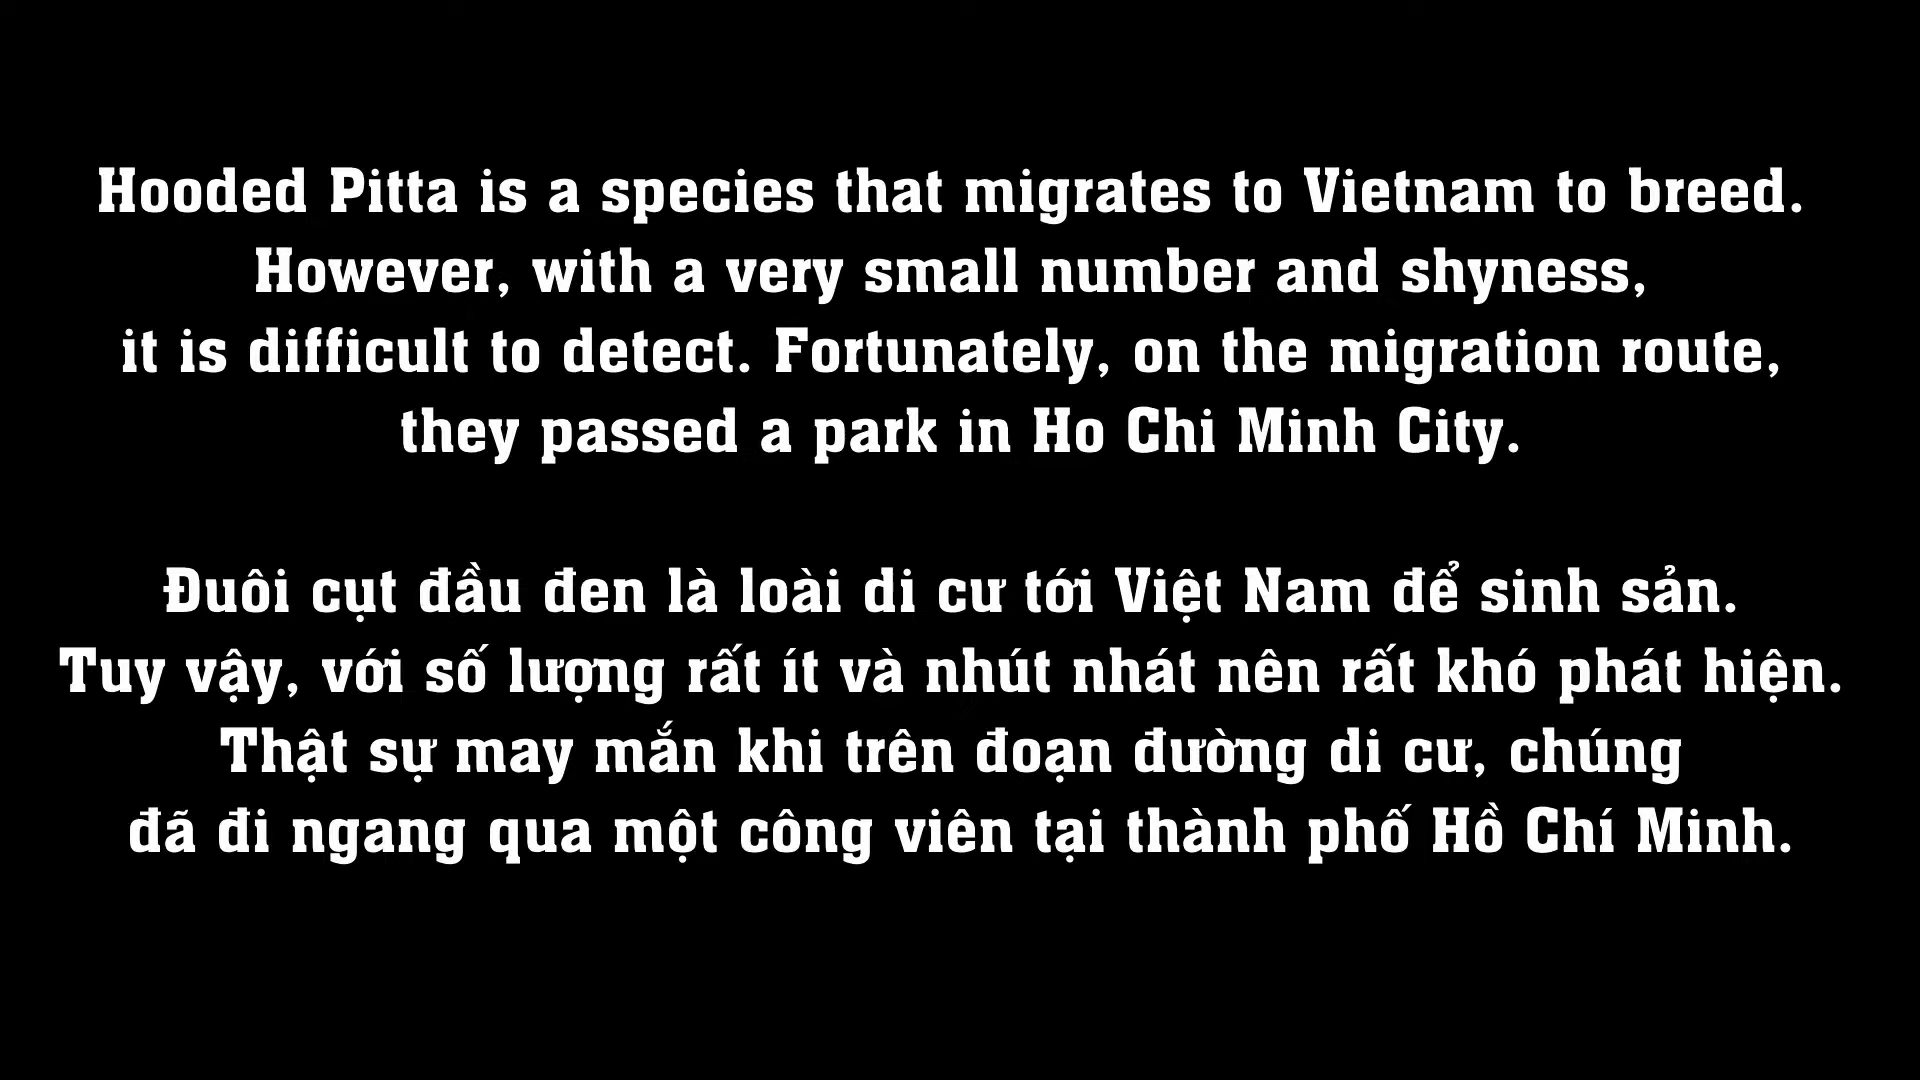 Hooded Pitta is a species that migrates to Vietnam to breed.
However, with a very small number and shyness,
it is difficult to detect. Fortunately, on the migration route,
they passed a park in Ho Chi Minh City.
Đuôi cụt đầu đen là loài di cư tới Việt Nam để sinh sản.
Tuy vậy, với số lượng rất ít và nhút nhát nên rất khó phát hiện.
Thật sự may mắn khi trên đoạn đường di cư, chúng
đã đi ngang qua một công viên tại thành phố Hồ Chí Minh.